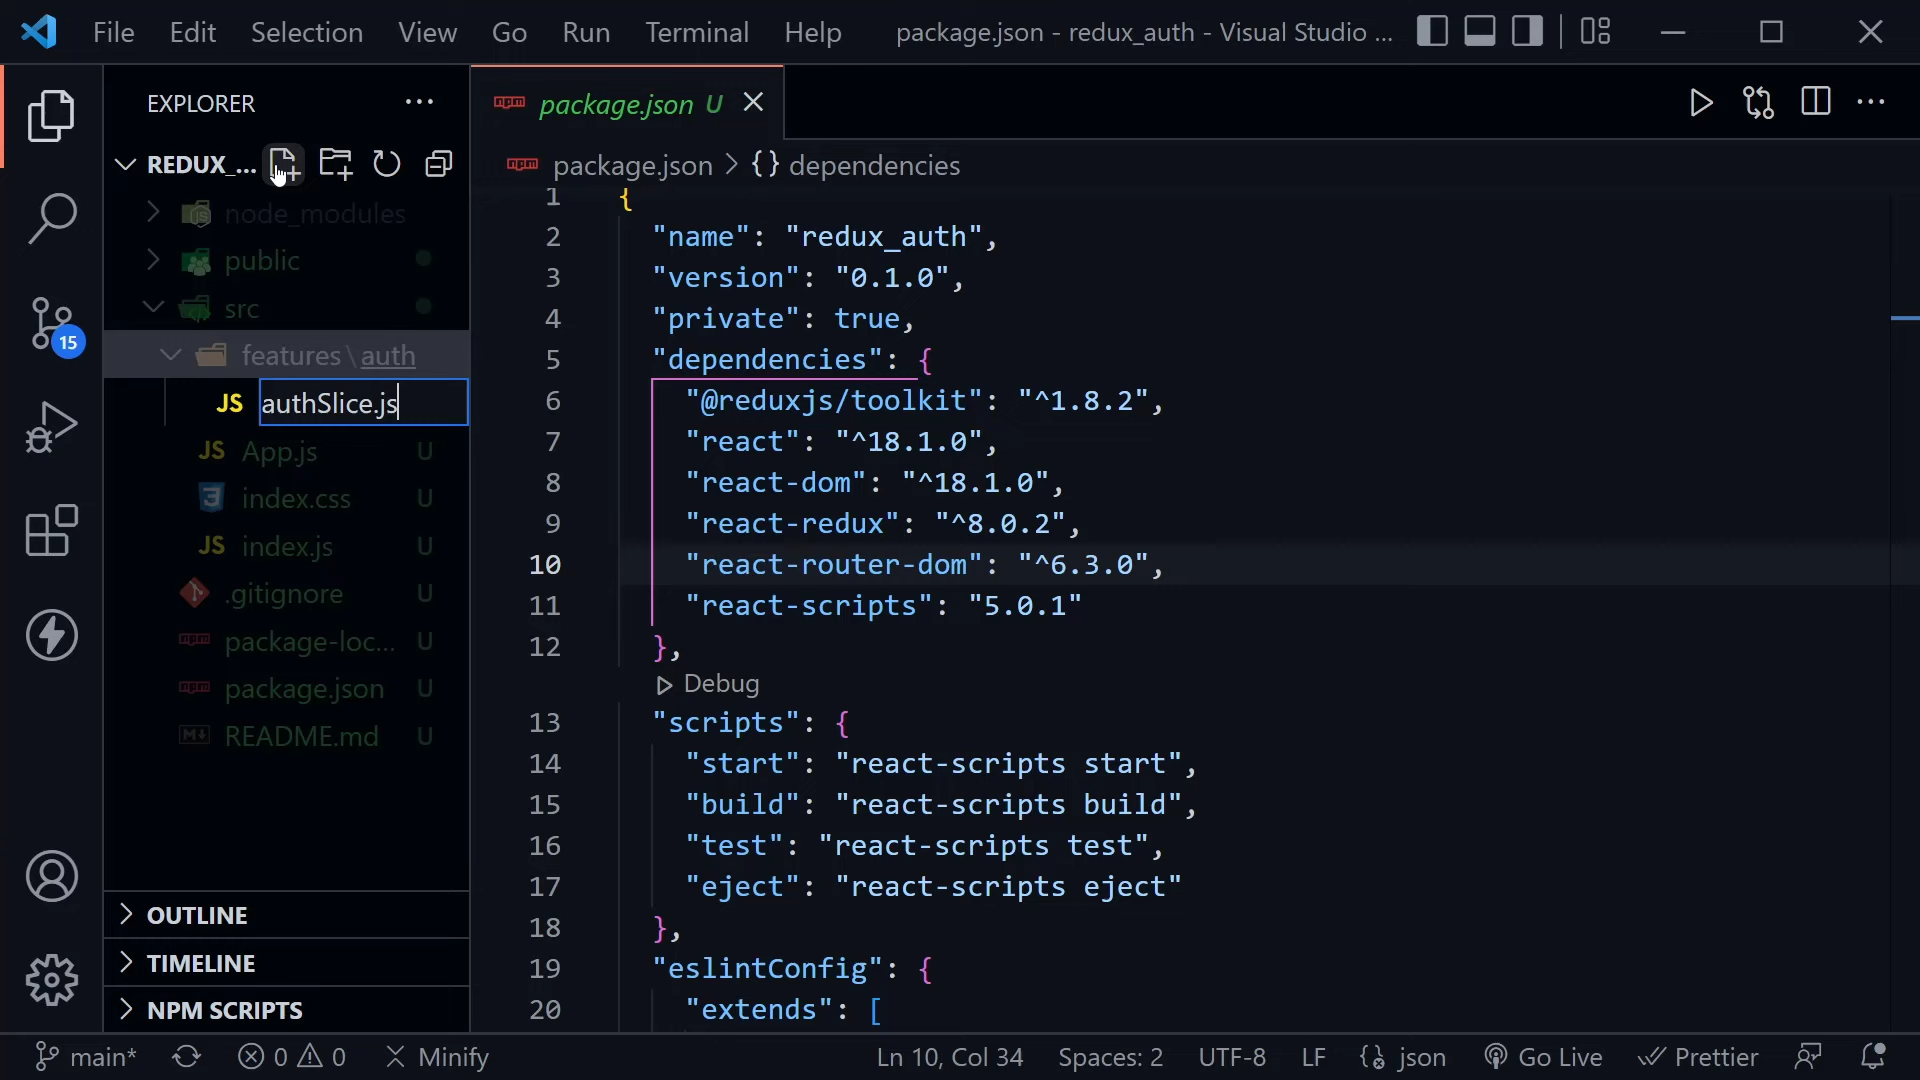 File Edit Selection View Go Run Terminal Help package.json - redux_auth - Visual Studio ...
EXPLORER
REDUX_...
node_modules
public
src
features\auth
JS authSlice.js
JS App.js U
index.css U
JS index.js U
.gitignore U
package-loc... U
package.json U
README.md U
OUTLINE
TIMELINE
NPM SCRIPTS
15
package.json U
package.json > {} dependencies
1 {
2 "name": "redux_auth",
3 "version": "0.1.0",
4 "private": true,
5 "dependencies": {
6 "@reduxjs/toolkit": "^1.8.2",
7 "react": "^18.1.0",
8 "react-dom": "^18.1.0",
9 "react-redux": "^8.0.2",
10 "react-router-dom": "^6.3.0",
11 "react-scripts": "5.0.1"
12 },
Debug
13 "scripts": {
14 "start": "react-scripts start",
15 "build": "react-scripts build",
16 "test": "react-scripts test",
17 "eject": "react-scripts eject"
18 },
19 "eslintConfig": {
20 "extends": [
main* 0 0 Minify Ln 10, Col 34 Spaces: 2 UTF-8 LF json Go Live Prettier